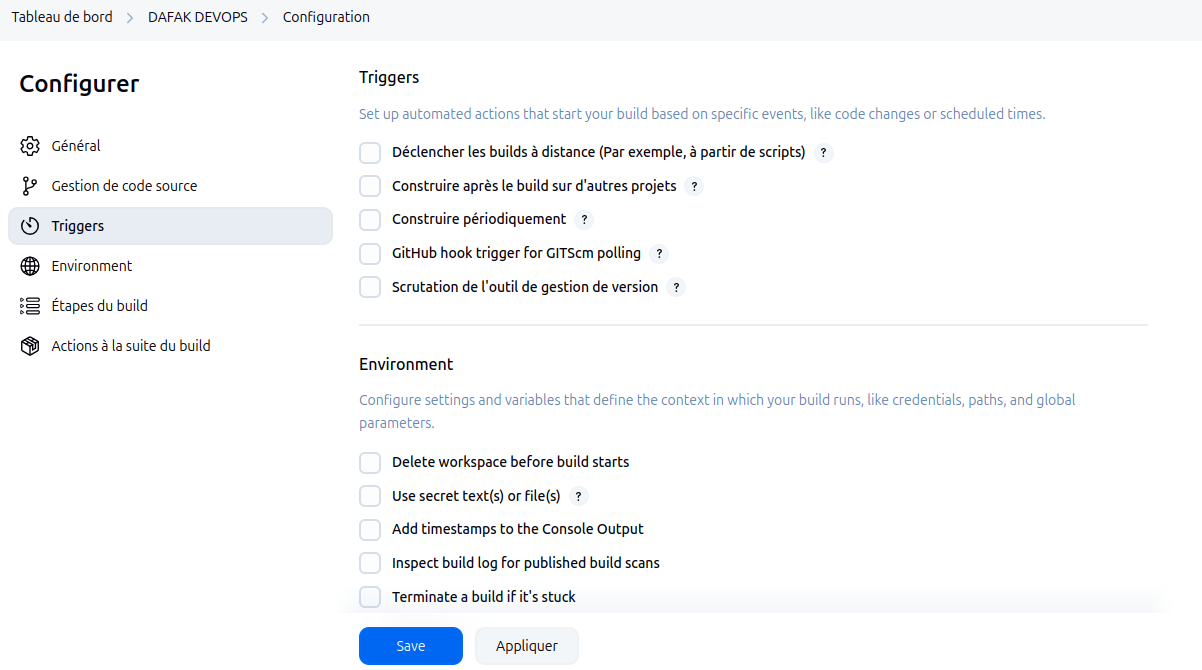 Tableau de bord > DAFAK DEVOPS > Configuration
Configurer
Général
Gestion de code source
Triggers
Environment
Étapes du build
Actions à la suite du build
Triggers
Set up automated actions that start your build based on specific events, like code changes or scheduled times.
Déclencher les builds à distance (Par exemple, à partir de scripts) ?
Construire après le build sur d'autres projets ?
Construire périodiquement ?
GitHub hook trigger for GITScm polling ?
Scrutation de l'outil de gestion de version ?
Environment
Configure settings and variables that define the context in which your build runs, like credentials, paths, and global
parameters.
Delete workspace before build starts
Use secret text(s) or file(s) ?
Add timestamps to the Console Output
Inspect build log for published build scans
Terminate a build if it's stuck
Save Appliquer